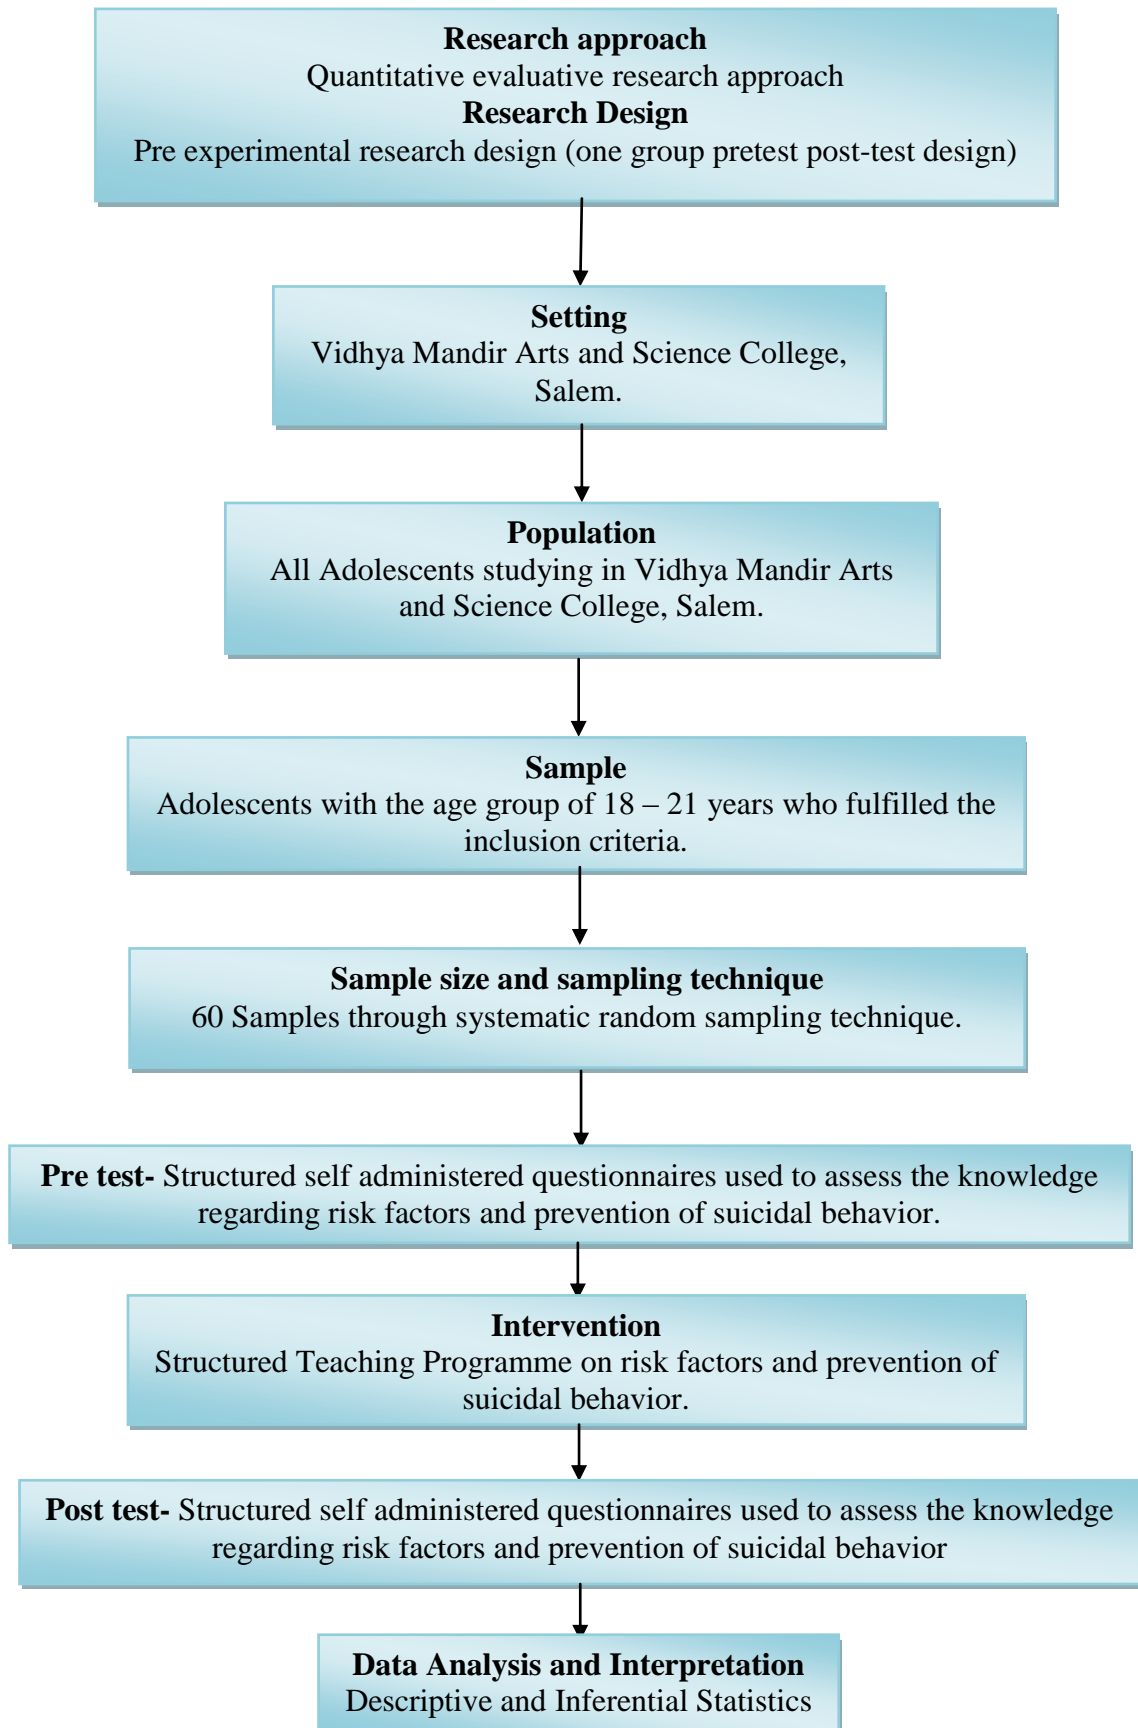 Research approach
Quantitative evaluative research approach
Research Design
Pre experimental research design (one group pretest post-test design)
Setting
Vidhya Mandir Arts and Science College,
Salem.
Population
All Adolescents studying in Vidhya Mandir Arts
and Science College, Salem.
Sample
Adolescents with the age group of 18 – 21 years who fulfilled the
inclusion criteria.
Sample size and sampling technique
60 Samples through systematic random sampling technique.
Pre test- Structured self administered questionnaires used to assess the knowledge
regarding risk factors and prevention of suicidal behavior.
Intervention
Structured Teaching Programme on risk factors and prevention of
suicidal behavior.
Post test- Structured self administered questionnaires used to assess the knowledge
regarding risk factors and prevention of suicidal behavior
Data Analysis and Interpretation
Descriptive and Inferential Statistics